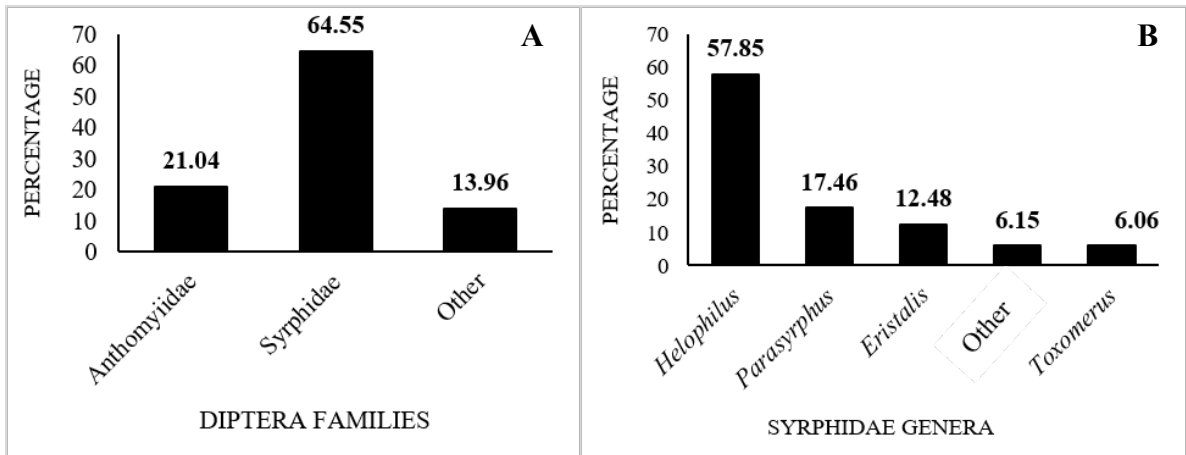 A
PERCENTAGE
70
60
50
40
30
20
10
0
21.04
64.55
13.96
Anthomyiidae
Syrphidae
Other
DIPTERA FAMILIES
B
PERCENTAGE
70
60
50
40
30
20
10
0
57.85
17.46
12.48
6.15
6.06
Helophilus
Parasyrphus
Eristalis
Other
Toxomerus
SYRPHIDAE GENERA